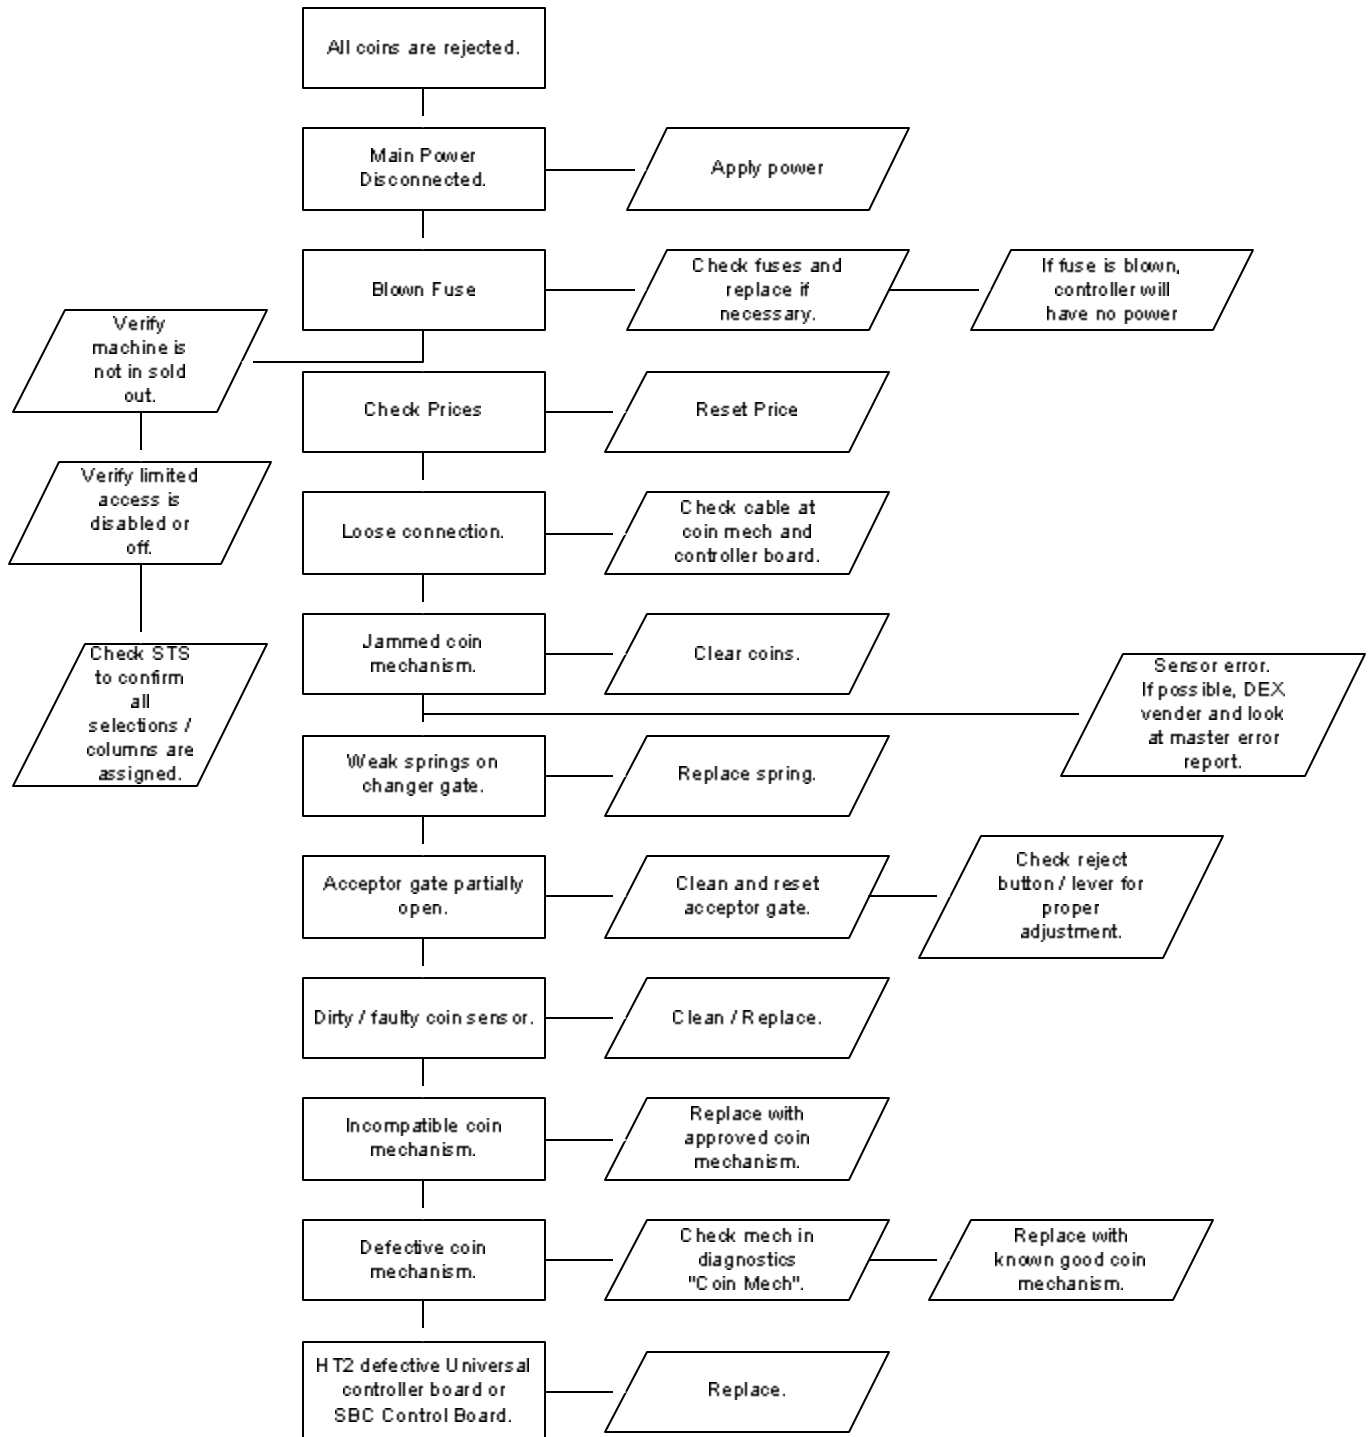 All coins are rejected.
Main Power
Disconnected.
Apply power
Blown Fuse
Check fuses and
replace if
necessary.
If fuse is blown,
controller will
have no power
Verify
machine is
not in sold
out.
Check Prices
Reset Price
Verify limited
access is
disabled or
off.
Loose connection.
Check cable at
coin mech and
controller board.
Jammed coin
mechanism.
Clear coins.
Check STS
to confirm
all
selections /
columns are
assigned.
Sensor error.
If possible, DEX
vender and look
at master error
report.
Weak springs on
changer gate.
Replace spring.
Acceptor gate partially
open.
Clean and reset
acceptor gate.
Check reject
button / lever for
proper
adjustment.
Dirty / faulty coin sensor.
Clean / Replace.
Incompatible coin
mechanism.
Replace with
approved coin
mechanism.
Defective coin
mechanism.
Check mech in
diagnostics
"Coin Mech".
Replace with
known good coin
mechanism.
HT2 defective Universal
controller board or
SBC Control Board.
Replace.